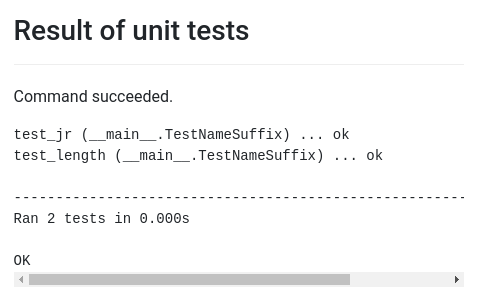 Result of unit tests
Command succeeded.
test_jr (__main__.TestNameSuffix) ... ok
test_length (__main__.TestNameSuffix) ... ok
------------------------------------------------------
Ran 2 tests in 0.000s
OK